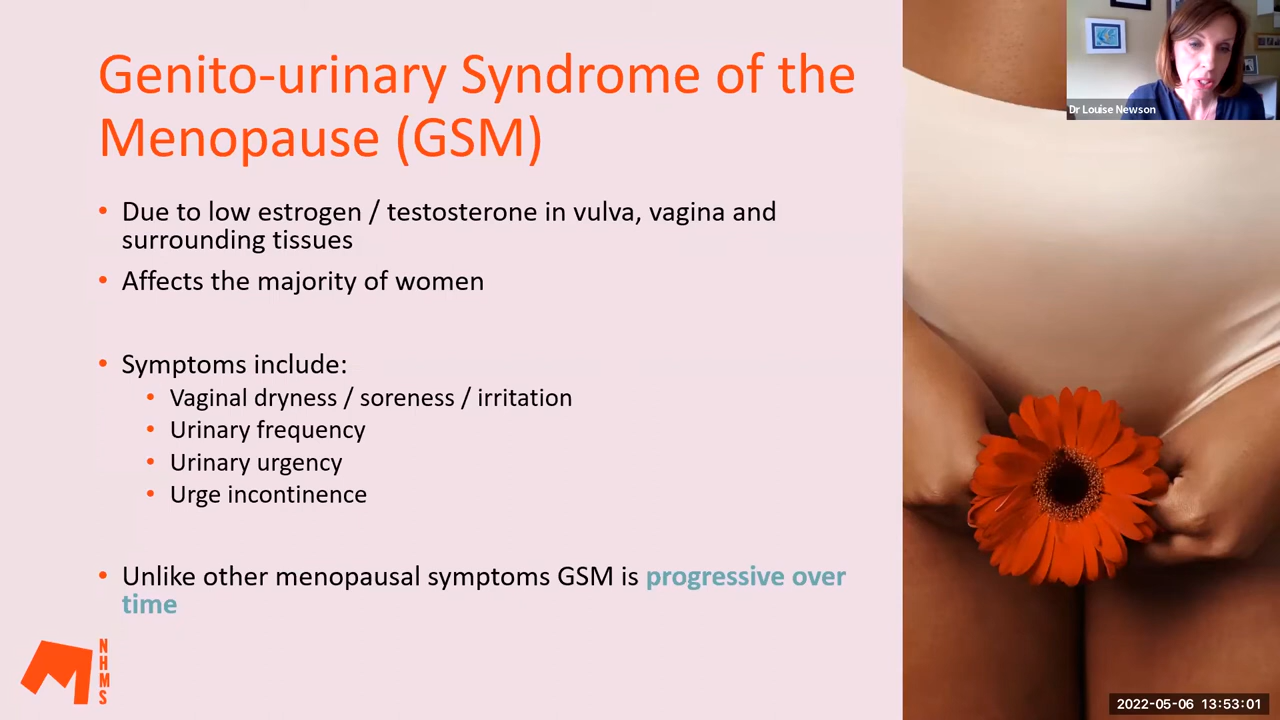 Genito-urinary Syndrome of the
Menopause (GSM)
• Due to low estrogen / testosterone in vulva, vagina and
surrounding tissues
• Affects the majority of women
• Symptoms include:
• Vaginal dryness / soreness / irritation
• Urinary frequency
• Urinary urgency
• Urge incontinence
• Unlike other menopausal symptoms GSM is progressive over
time
NHMS
Dr Louise Newson
2022-05-06 13:53:01